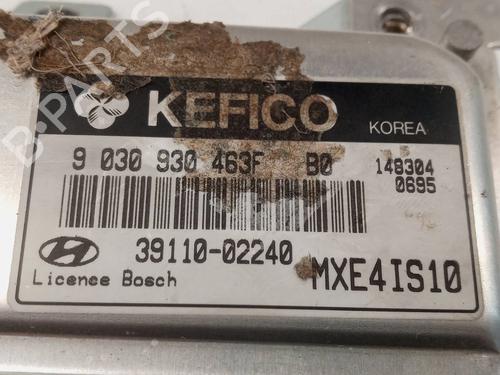 KEFICO
KOREA
9 030 930 463F B0
148304
0695
39110-02240
Licence Bosch
MXE4IS10
B-PARTS